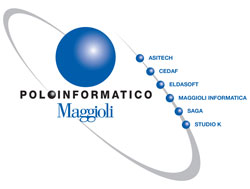 ASITECH
CEDAF
ELDASOFT
MAGGIOLI INFORMATICA
SAGA
STUDIO K
POLOINFORMATICO
Maggioli